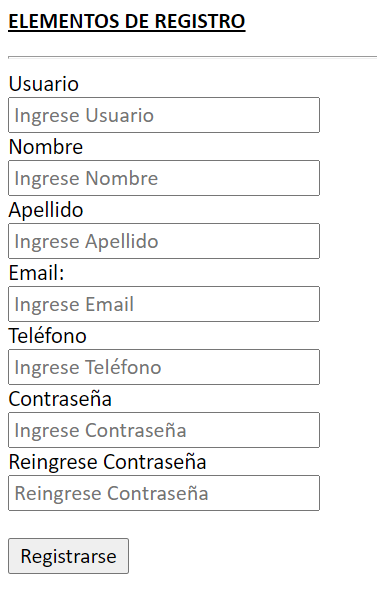 ELEMENTOS DE REGISTRO
Usuario
Ingrese Usuario
Nombre
Ingrese Nombre
Apellido
Ingrese Apellido
Email:
Ingrese Email
Teléfono
Ingrese Teléfono
Contraseña
Ingrese Contraseña
Reingrese Contraseña
Reingrese Contraseña
Registrarse